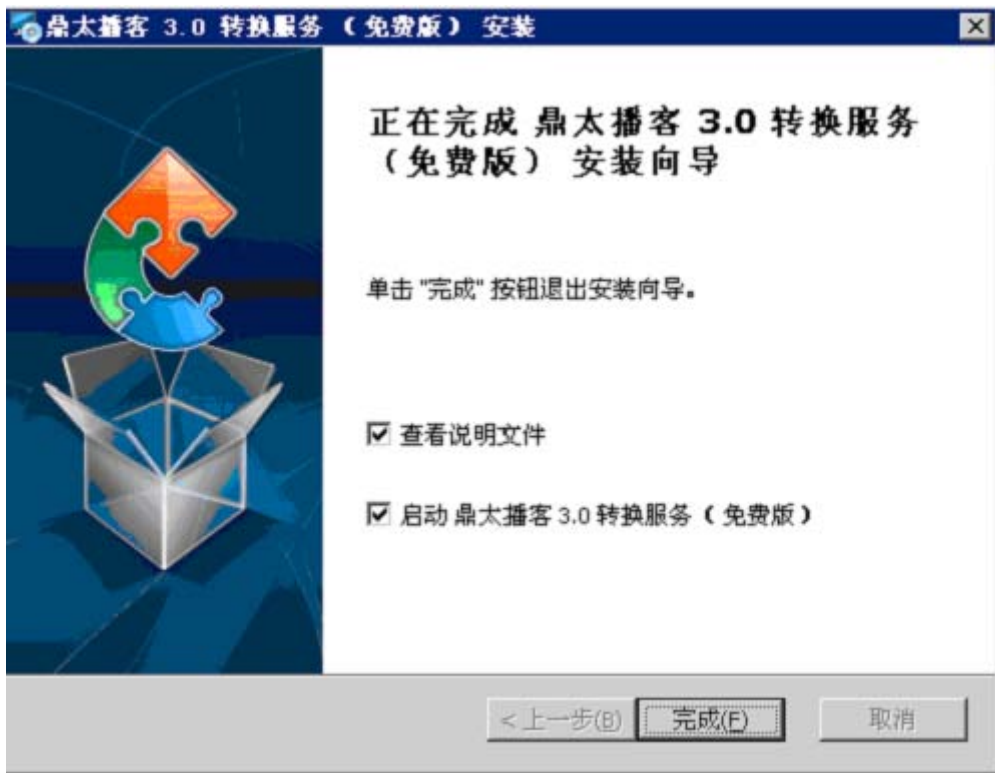 鼎太播客 3.0 转换服务 （免费版） 安装
正在完成 鼎太播客 3.0 转换服务
（免费版） 安装向导
单击 "完成" 按钮退出安装向导。
查看说明文件
启动 鼎太播客 3.0 转换服务 （ 免费版 ）
< 上一步(B)
完成(F)
取消